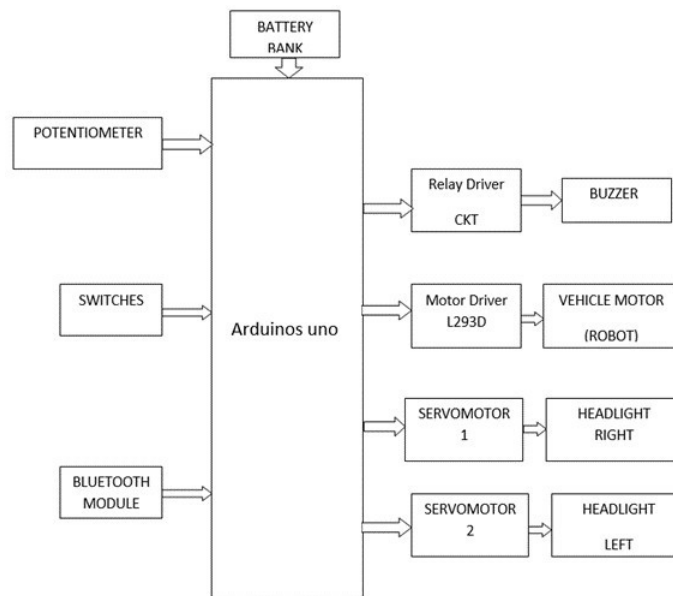 BATTERY
BANK
POTENTIOMETER
Relay Driver
CKT
BUZZER
SWITCHES
Arduinos uno
Motor Driver
L293D
VEHICLE MOTOR
(ROBOT)
SERVOMOTOR
1
HEADLIGHT
RIGHT
BLUETOOTH
MODULE
SERVOMOTOR
2
HEADLIGHT
LEFT